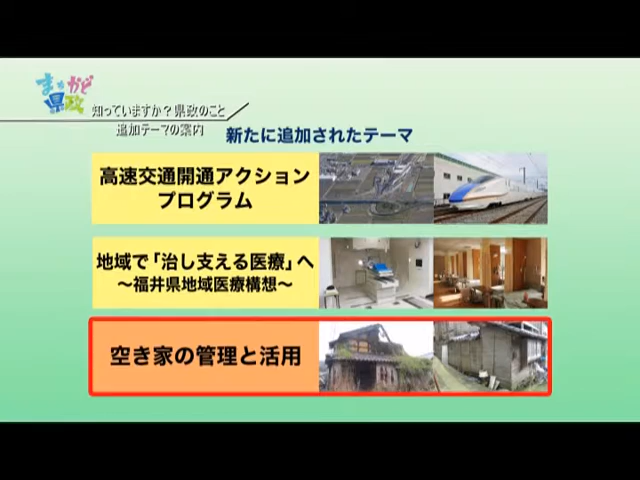 まちかど
県政
知っていますか？県政のこと
追加テーマの案内
新たに追加されたテーマ
高速交通開通アクション
プログラム
地域で「治し支える医療」へ
～福井県地域医療構想～
空き家の管理と活用